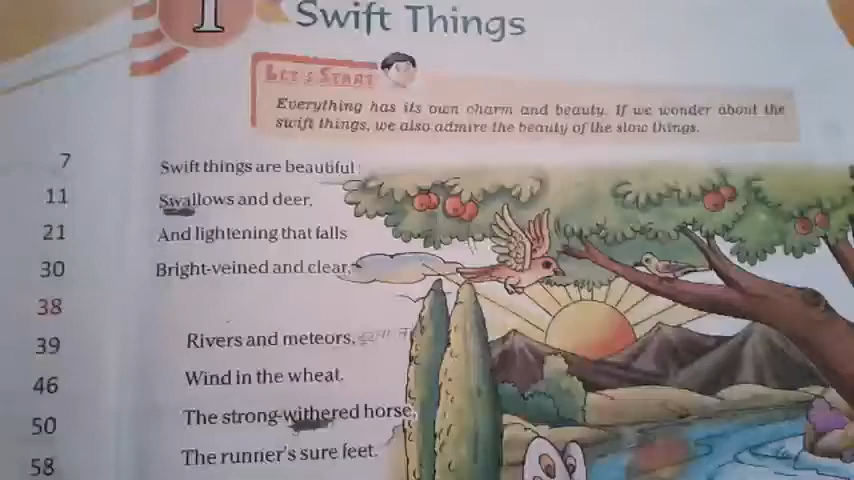 1
Swift Things
LET'S START
Everything has its own charm and beauty. If we wonder about the
swift things, we also admire the beauty of the slow things.
7
Swift things are beautiful:
11
Swallows and deer,
21
And lightening that falls
30
Bright-veined and clear,
38
39
Rivers and meteors,
46
Wind in the wheat.
50
The strong-withered horse,
58
The runner's sure feet.